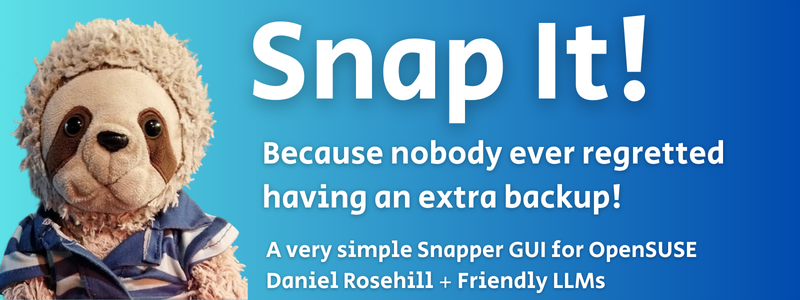 Snap It!
Because nobody ever regretted
having an extra backup!
A very simple Snapper GUI for OpenSUSE
Daniel Rosehill + Friendly LLMs